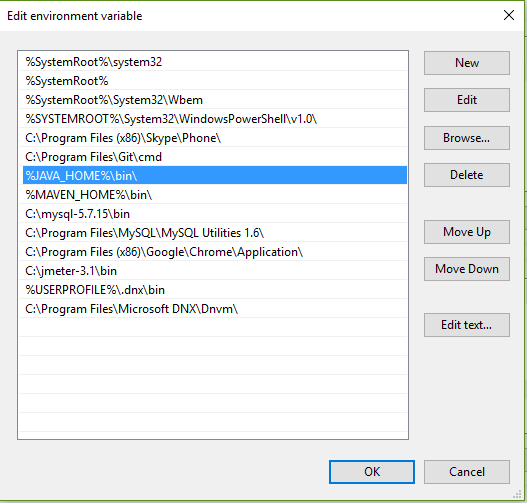 Edit environment variable
%SystemRoot%\system32
%SystemRoot%
%SystemRoot%\System32\Wbem
%SYSTEMROOT%\System32\WindowsPowerShell\v1.0\
C:\Program Files (x86)\Skype\Phone\
C:\Program Files\Git\cmd
%JAVA_HOME%\bin\
%MAVEN_HOME%\bin\
C:\mysql-5.7.15\bin
C:\Program Files\MySQL\MySQL Utilities 1.6\
C:\Program Files (x86)\Google\Chrome\Application\
C:\jmeter-3.1\bin
%USERPROFILE%\.dnx\bin
C:\Program Files\Microsoft DNX\Dnvm\
New
Edit
Browse...
Delete
Move Up
Move Down
Edit text...
OK
Cancel